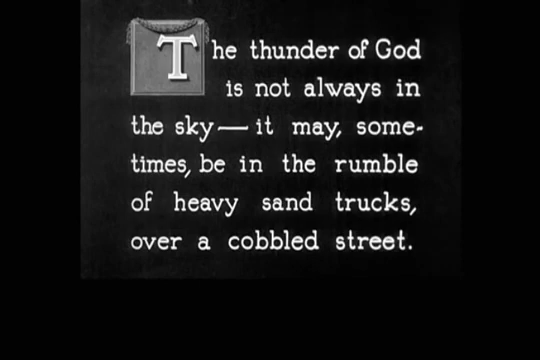 The thunder of God
is not always in
the sky — it may, some-
times, be in the rumble
of heavy sand trucks,
over a cobbled street.